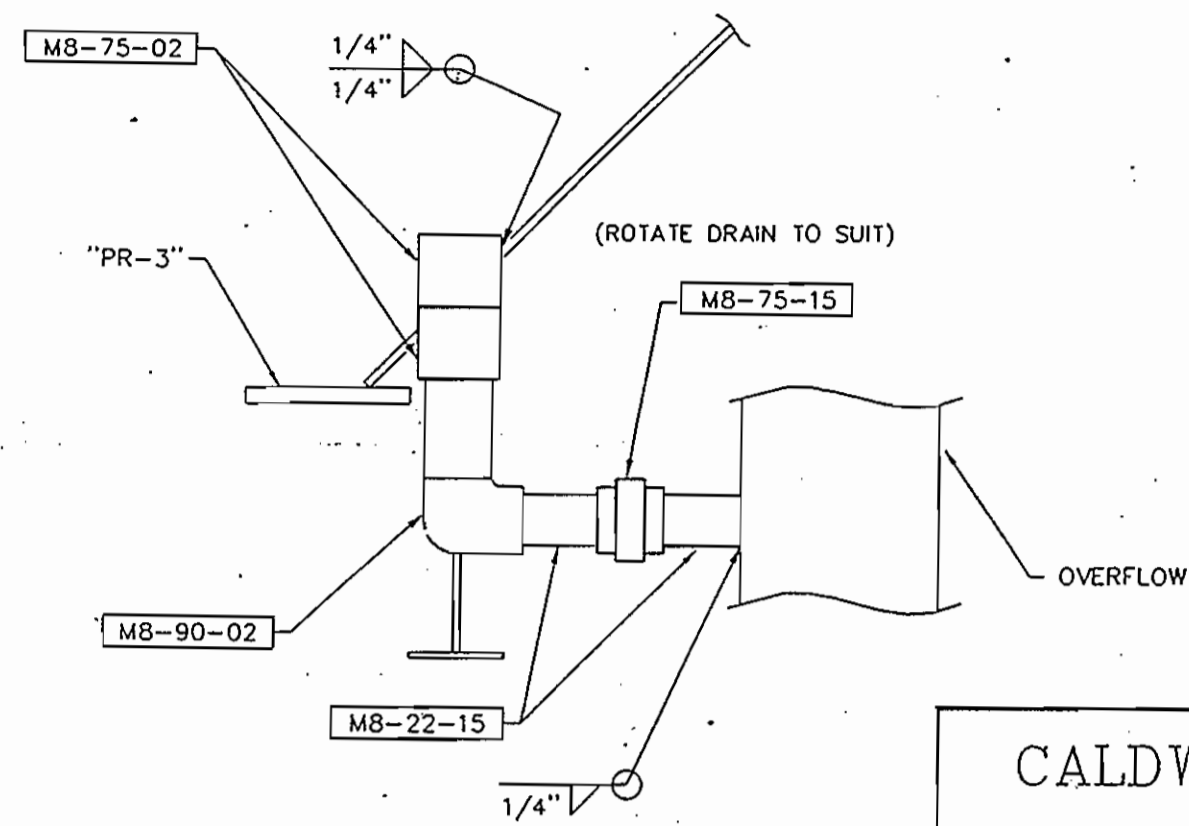 M8-75-02
1/4"
1/4"
"PR-3"
(ROTATE DRAIN TO SUIT)
M8-75-15
OVERFLOW
M8-90-02
M8-22-15
1/4"
CALDW